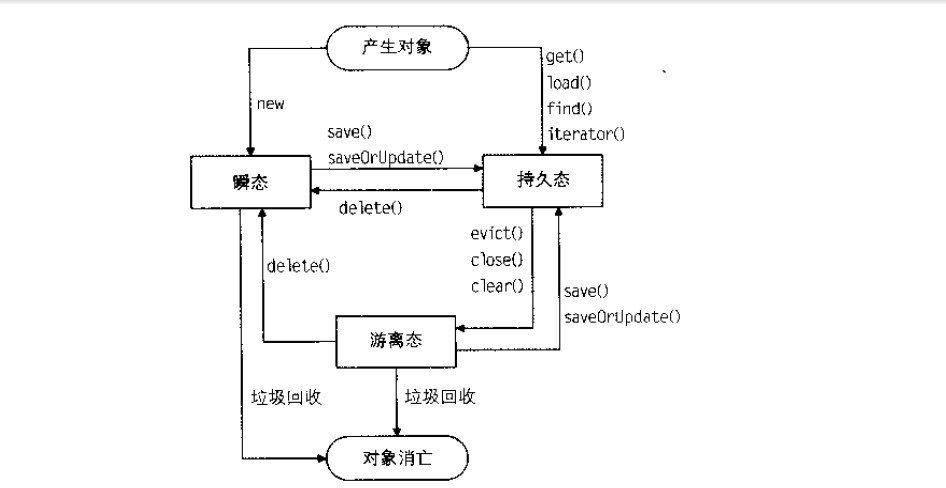 产生对象
get()
load()
find()
iterator()
new
save()
saveOrUpdate()
瞬态
持久态
delete()
evict()
close()
clear()
delete()
save()
saveOrUpdate()
游离态
垃圾回收
垃圾回收
对象消亡